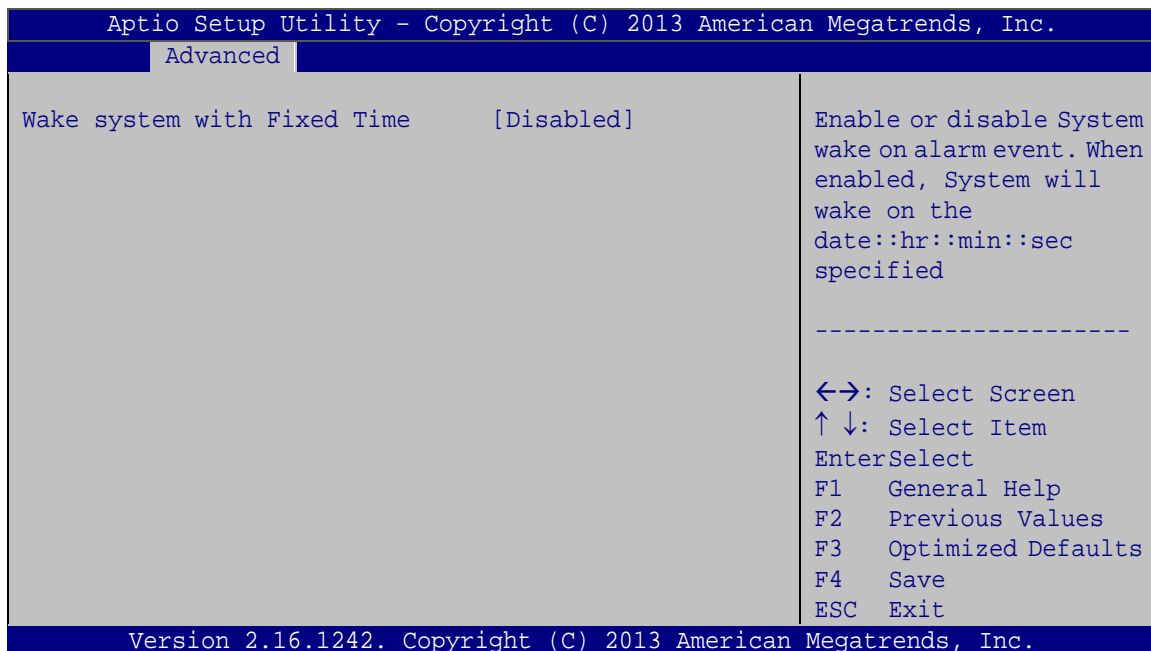 Aptio Setup Utility – Copyright (C) 2013 American Megatrends, Inc.
Advanced
Wake system with Fixed Time [Disabled]
Enable or disable System
wake on alarm event. When
enabled, System will
wake on the
date::hr::min::sec
specified
----------------------
←→: Select Screen
↑ ↓: Select Item
EnterSelect
F1 General Help
F2 Previous Values
F3 Optimized Defaults
F4 Save
ESC Exit
Version 2.16.1242. Copyright (C) 2013 American Megatrends, Inc.